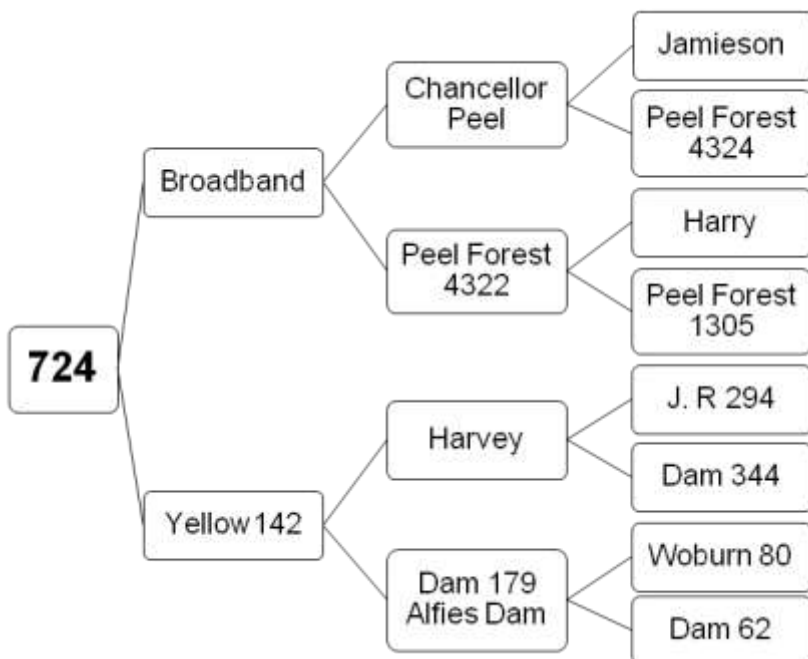 Jamieson
Chancellor
Peel
Peel Forest
4324
Broadband
Harry
Peel Forest
4322
Peel Forest
1305
724
J. R 294
Harvey
Dam 344
Yellow 142
Woburn 80
Dam 179
Alfies Dam
Dam 62